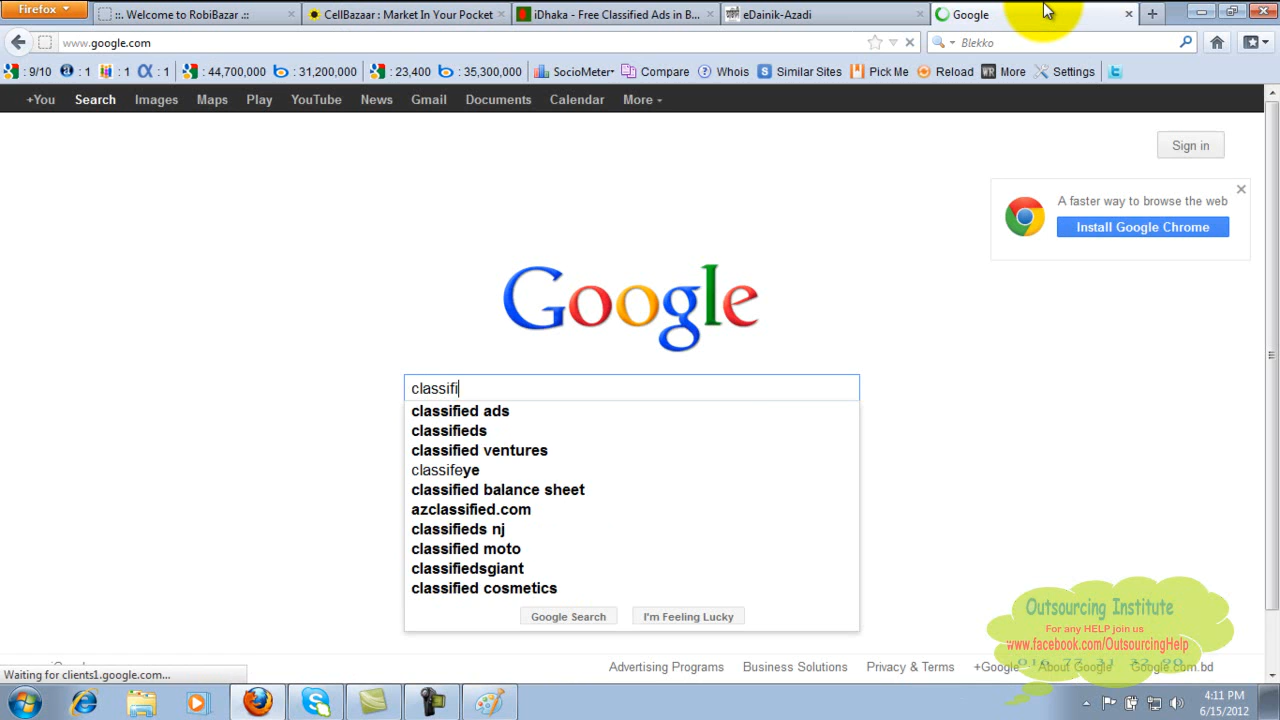 Firefox
::. Welcome to RobiBazar .::
CellBazaar : Market In Your Pocket
iDhaka - Free Classified Ads in B...
eDainik-Azadi
Google
www.google.com
Blekko
: 9/10
: 1
: 1
: 1
: 44,700,000
: 31,200,000
: 23,400
: 35,300,000
SocioMeter
Compare
Whois
Similar Sites
Pick Me
Reload
WR More
Settings
+You Search Images Maps Play YouTube News Gmail Documents Calendar More
Sign in
A faster way to browse the web
Install Google Chrome
Google
classifi
classified ads
classifieds
classified ventures
classifeye
classified balance sheet
azclassified.com
classifieds nj
classified moto
classifiedsgiant
classified cosmetics
Google Search
I'm Feeling Lucky
Outsourcing Institute
For any HELP join us
www.facebook.com/OutsourcingHelp
Advertising Programs Business Solutions Privacy & Terms +Google About Google Google.com.bd
Waiting for clients1.google.com...
4:11 PM
6/15/2012